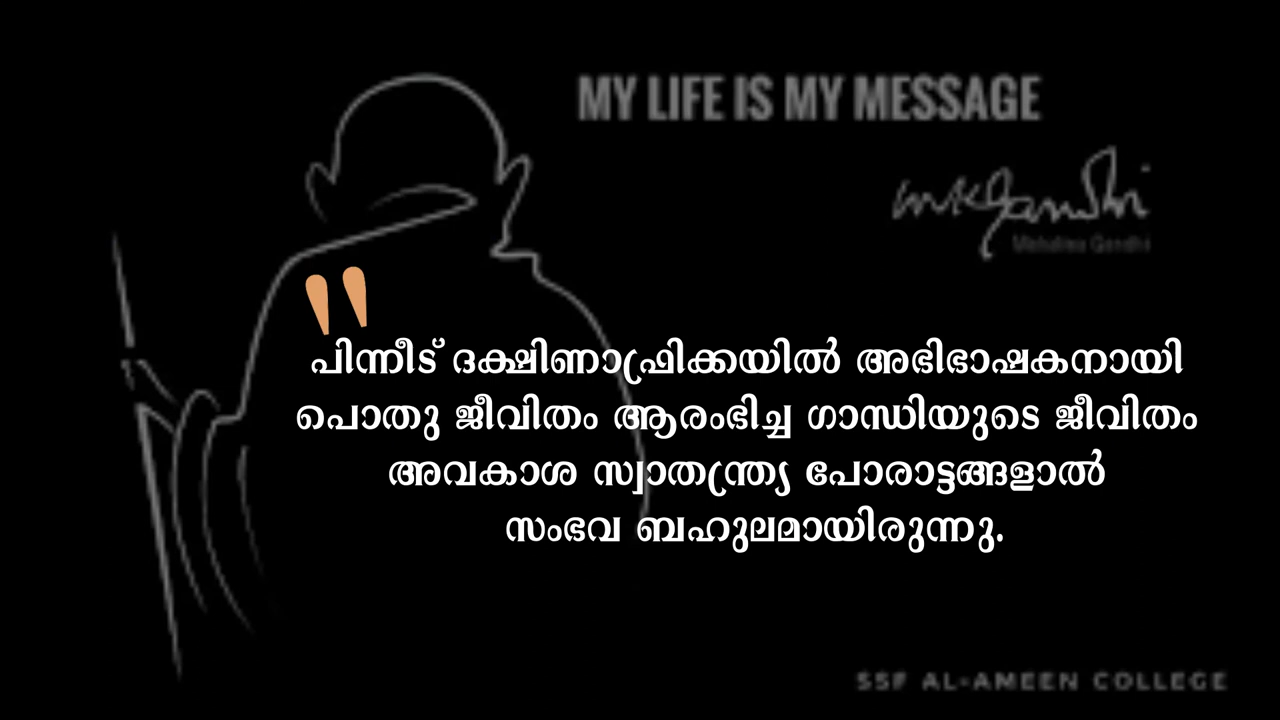 MY LIFE IS MY MESSAGE
mkgandhi
Mahatma Gandhi
"
പിന്നീട് ദക്ഷിണാഫ്രിക്കയിൽ അഭിഭാഷകനായി
പൊതു ജീവിതം ആരംഭിച്ച ഗാന്ധിയുടെ ജീവിതം
അവകാശ സ്വാതന്ത്ര്യ പോരാട്ടങ്ങളാൽ
സംഭവ ബഹുലമായിരുന്നു.
SSF AL-AMEEN COLLEGE